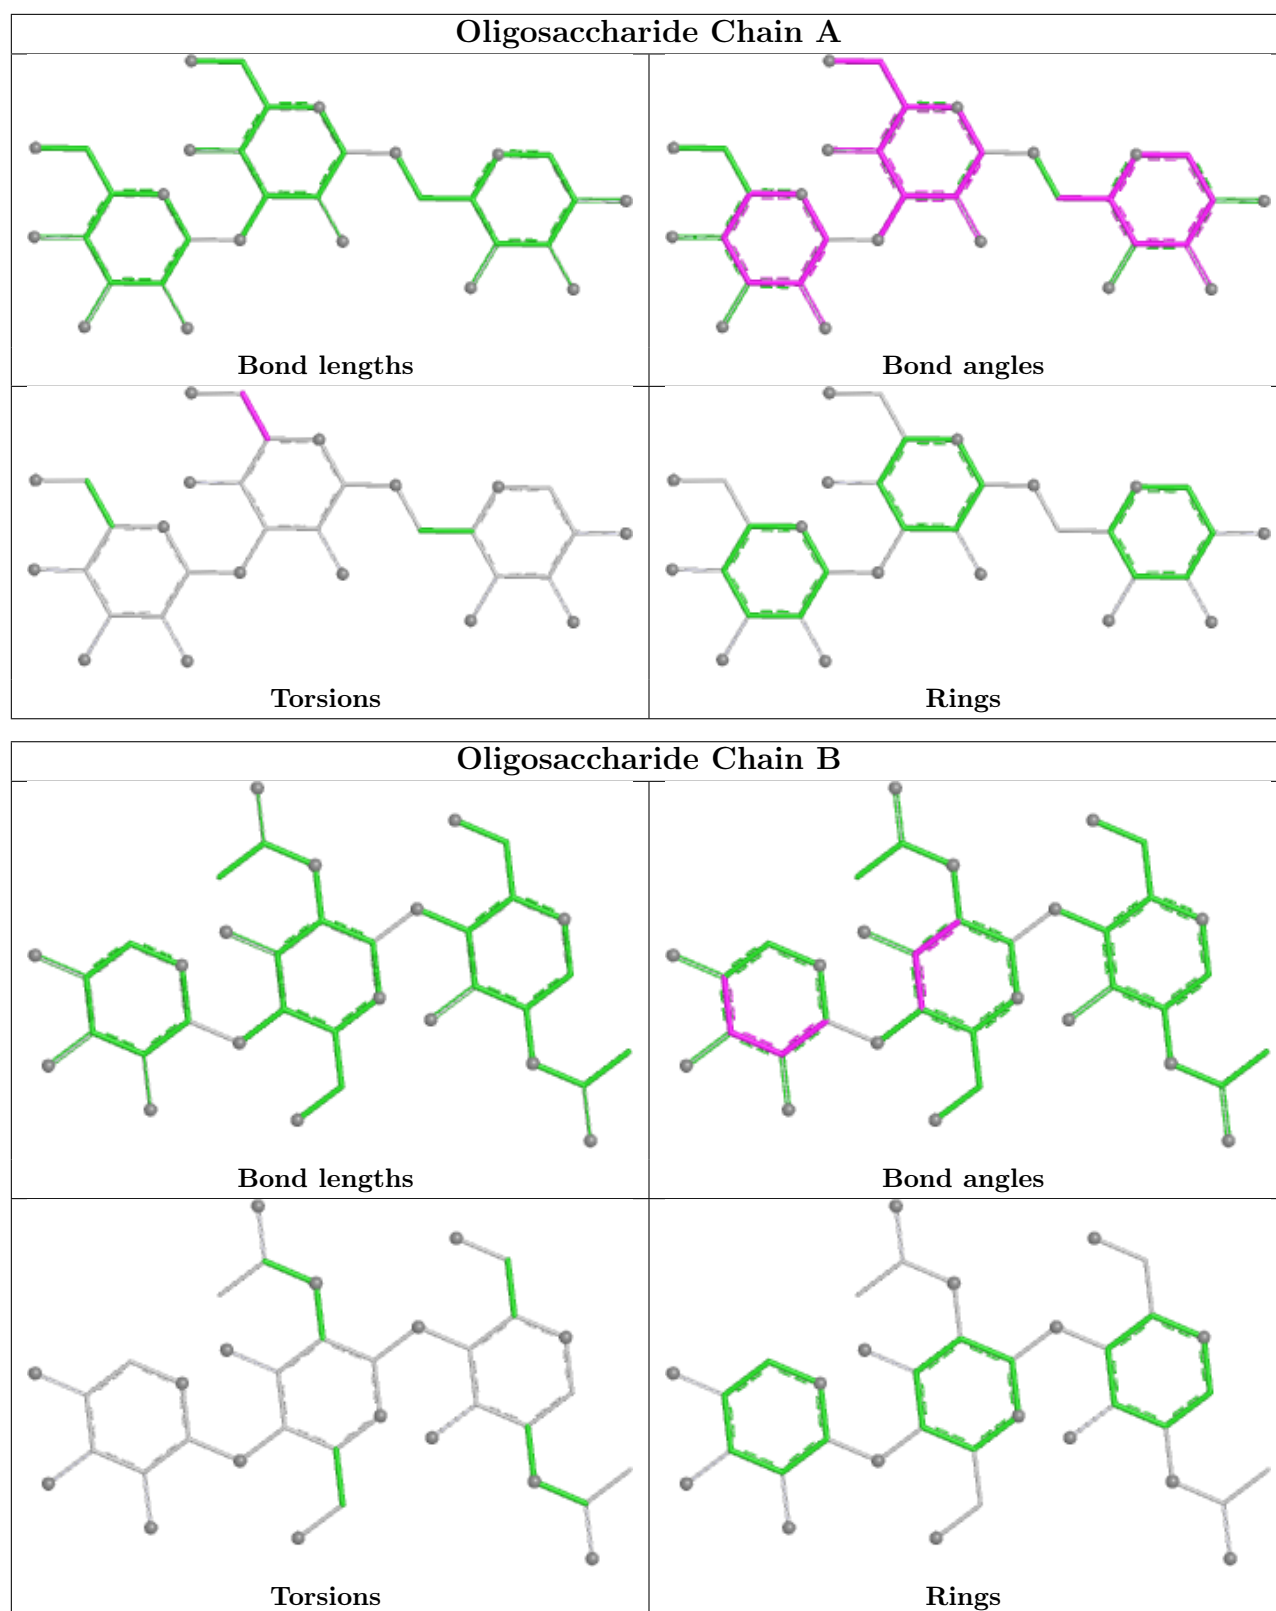 Oligosaccharide Chain A
Bond lengths
Bond angles
Torsions
Rings
Oligosaccharide Chain B
Bond lengths
Bond angles
Torsions
Rings